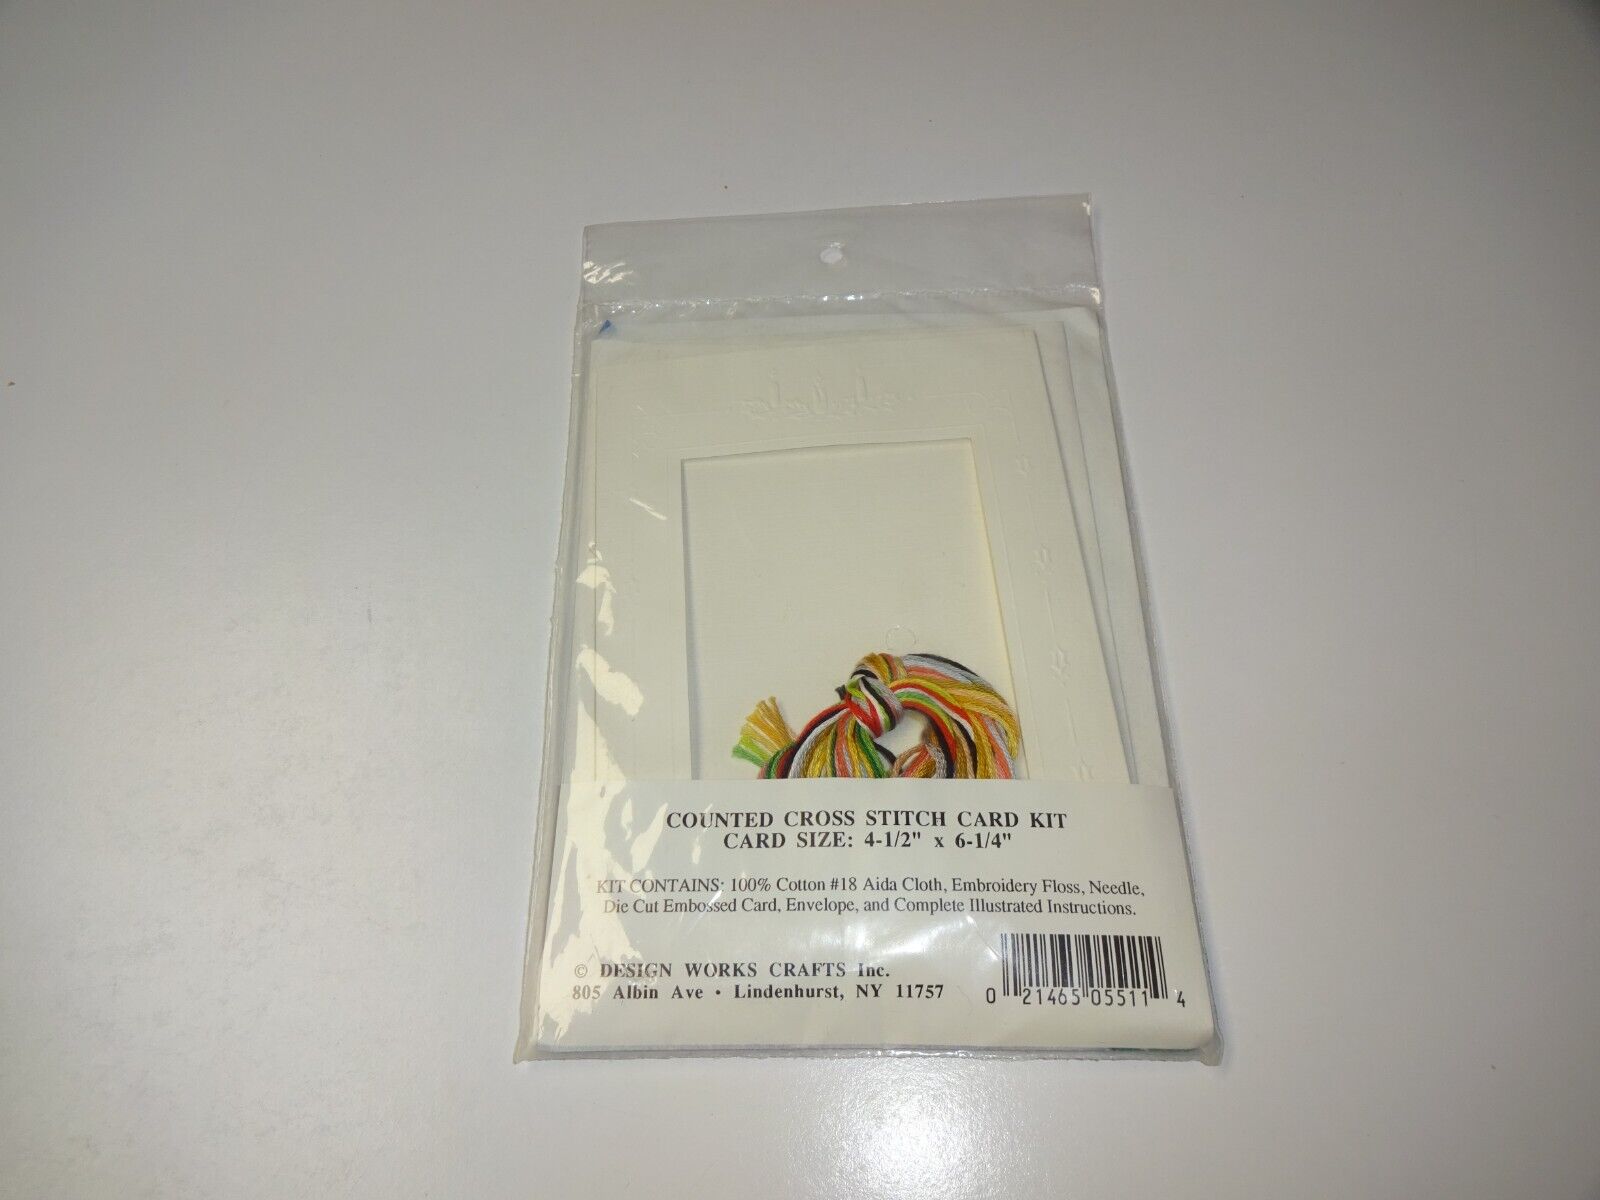 COUNTED CROSS STITCH CARD KIT
CARD SIZE: 4-1/2" x 6-1/4"
KIT CONTAINS: 100% Cotton #18 Aida Cloth, Embroidery Floss, Needle,
Die Cut Embossed Card, Envelope, and Complete Illustrated Instructions.
© DESIGN WORKS CRAFTS Inc.
805 Albin Ave • Lindenhurst, NY 11757
0 21465 05511 4